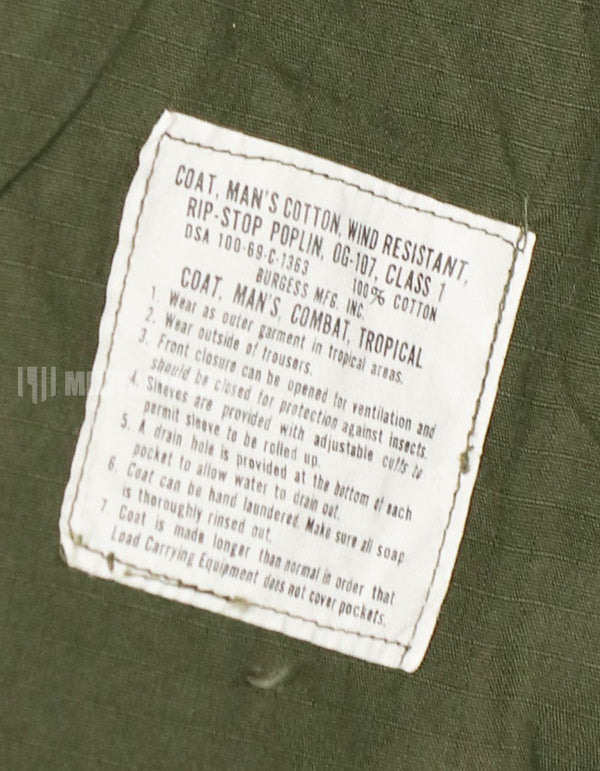 COAT, MAN'S COTTON, WIND RESISTANT,
RIP-STOP POPLIN, OG-107, CLASS 1
DSA 100-69-C-1363 100% COTTON
BURGESS MFG. INC.
COAT, MAN'S, COMBAT, TROPICAL
1. Wear as outer garment in tropical areas.
2. Wear outside of trousers.
3. Front closure can be opened for ventilation and
should be closed for protection against insects.
4. Sleeves are provided with adjustable cuffs to
permit sleeve to be rolled up.
5. A drain hole is provided at the bottom of each
pocket to allow water to drain out.
6. Coat can be hand laundered. Make sure all soap
is thoroughly rinsed out.
7. Coat is made longer than normal in order that
Load Carrying Equipment does not cover pockets.